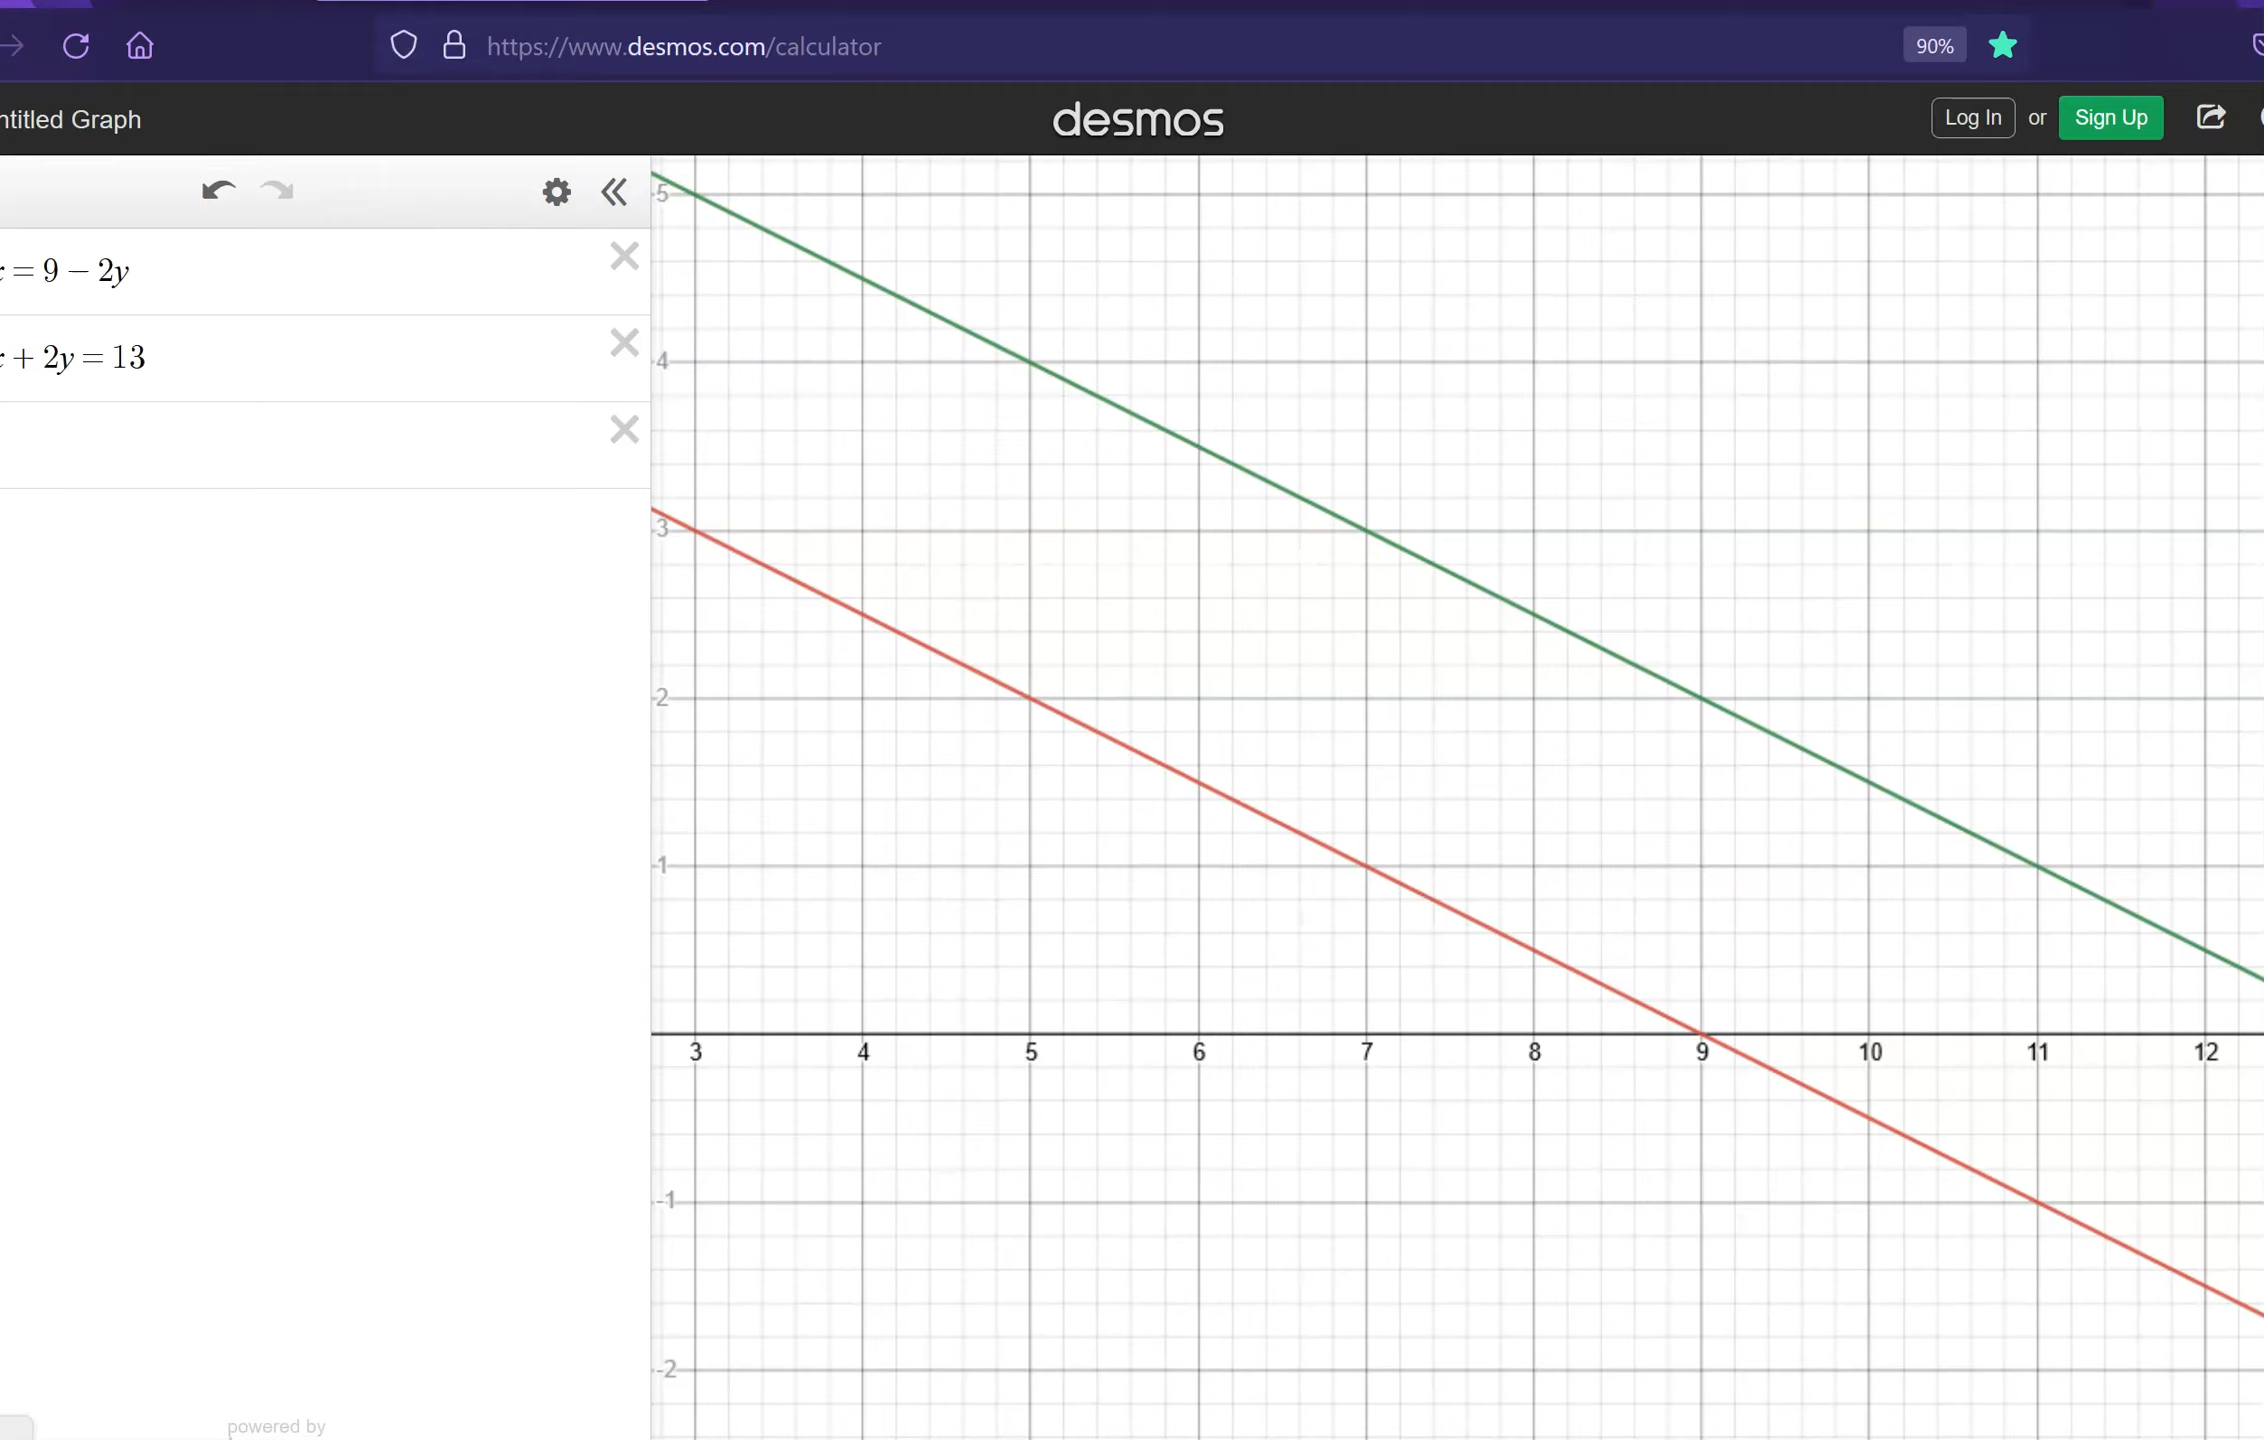 https://www.desmos.com/calculator
90%
ntitled Graph
desmos
Log In or Sign Up
= 9 − 2y
+ 2y = 13
powered by
5
4
3
2
1
-1
-2
3 4 5 6 7 8 9 10 11 12